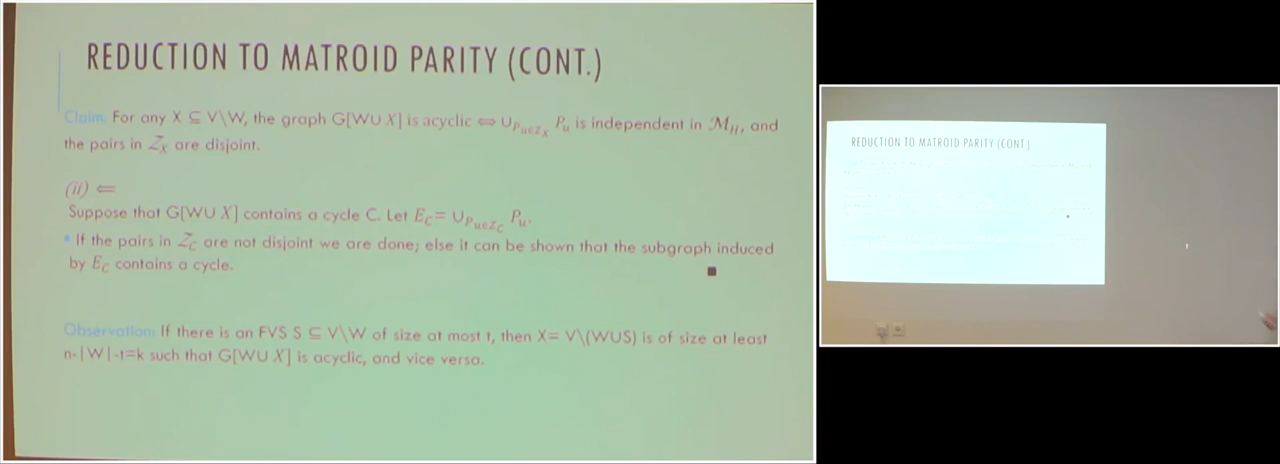 REDUCTION TO MATROID PARITY (CONT.)
Claim: For any X ⊆ V\W, the graph G[W∪ X] is acyclic ⇔ ∪_{P_u∈Z_X} P_u is independent in ℳ_H, and
the pairs in Z_X are disjoint.
(ii) ⇐
Suppose that G[W∪ X] contains a cycle C. Let E_C= ∪_{P_u∈Z_C} P_u.
▪ If the pairs in Z_C are not disjoint we are done; else it can be shown that the subgraph induced
by E_C contains a cycle.
■
Observation: If there is an FVS S ⊆ V\W of size at most t, then X= V\(W∪S) is of size at least
n-|W|-t=k such that G[W∪ X] is acyclic, and vice versa.
REDUCTION TO MATROID PARITY (CONT.)